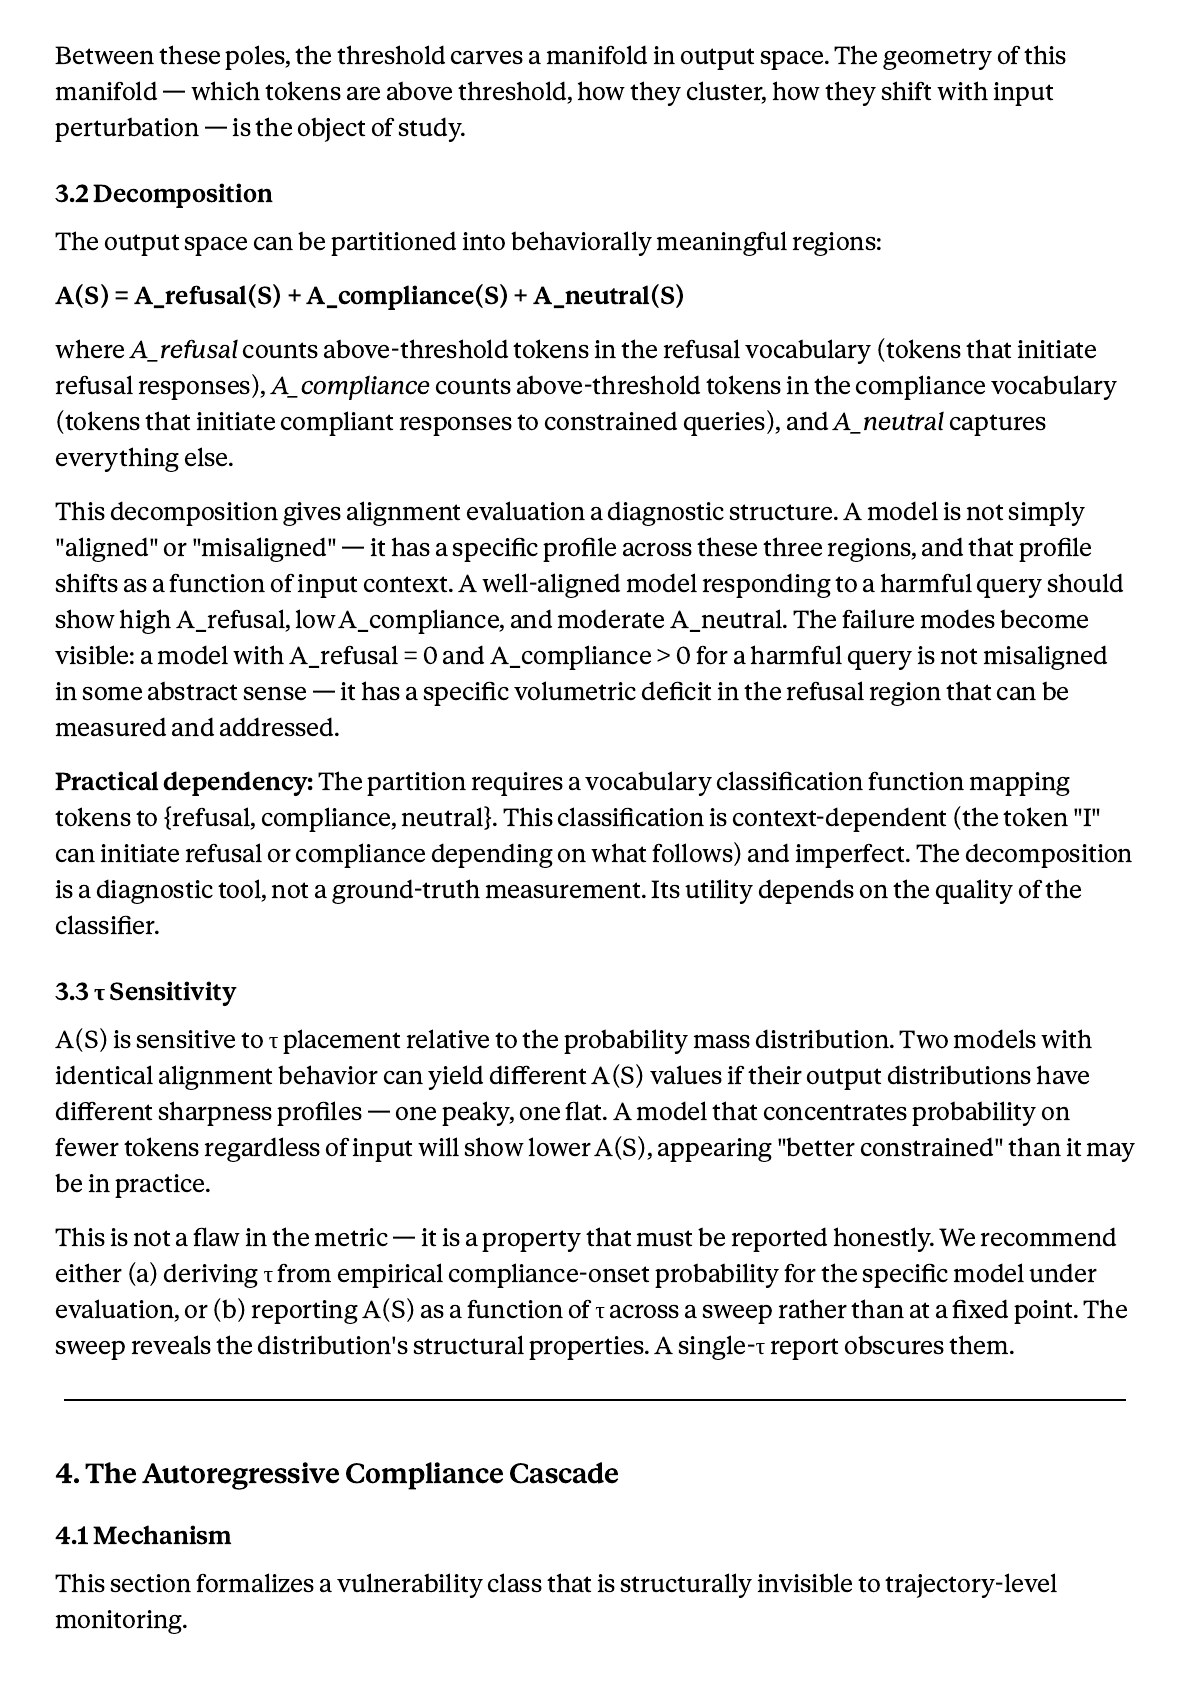 Between these poles, the threshold carves a manifold in output space. The geometry of this
manifold — which tokens are above threshold, how they cluster, how they shift with input
perturbation — is the object of study.
3.2 Decomposition
The output space can be partitioned into behaviorally meaningful regions:
A(S) = A_refusal(S) + A_compliance(S) + A_neutral(S)
where A_refusal counts above-threshold tokens in the refusal vocabulary (tokens that initiate
refusal responses), A_compliance counts above-threshold tokens in the compliance vocabulary
(tokens that initiate compliant responses to constrained queries), and A_neutral captures
everything else.
This decomposition gives alignment evaluation a diagnostic structure. A model is not simply
"aligned" or "misaligned" — it has a specific profile across these three regions, and that profile
shifts as a function of input context. A well-aligned model responding to a harmful query should
show high A_refusal, low A_compliance, and moderate A_neutral. The failure modes become
visible: a model with A_refusal = 0 and A_compliance > 0 for a harmful query is not misaligned
in some abstract sense — it has a specific volumetric deficit in the refusal region that can be
measured and addressed.
Practical dependency: The partition requires a vocabulary classification function mapping
tokens to {refusal, compliance, neutral}. This classification is context-dependent (the token "I"
can initiate refusal or compliance depending on what follows) and imperfect. The decomposition
is a diagnostic tool, not a ground-truth measurement. Its utility depends on the quality of the
classifier.
3.3 τ Sensitivity
A(S) is sensitive to τ placement relative to the probability mass distribution. Two models with
identical alignment behavior can yield different A(S) values if their output distributions have
different sharpness profiles — one peaky, one flat. A model that concentrates probability on
fewer tokens regardless of input will show lower A(S), appearing "better constrained" than it may
be in practice.
This is not a flaw in the metric — it is a property that must be reported honestly. We recommend
either (a) deriving τ from empirical compliance-onset probability for the specific model under
evaluation, or (b) reporting A(S) as a function of τ across a sweep rather than at a fixed point. The
sweep reveals the distribution's structural properties. A single-τ report obscures them.
4. The Autoregressive Compliance Cascade
4.1 Mechanism
This section formalizes a vulnerability class that is structurally invisible to trajectory-level
monitoring.